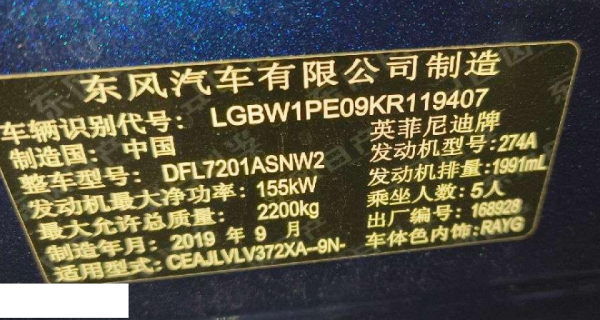 东风汽车有限公司制造
车辆识别代号: LGBW1PE09KR119407
制造国: 中国 英菲尼迪牌
整车型号: DFL7201ASNW2 发动机型号: 274A
发动机最大净功率: 155kW 发动机排量: 1991mL
最大允许总质量: 2200kg 乘坐人数: 5人
制造年月: 2019 年 9 月 出厂编号: 168928
适用型式: CEAJLVLV372XA--9N- 车体色内饰: RAYG